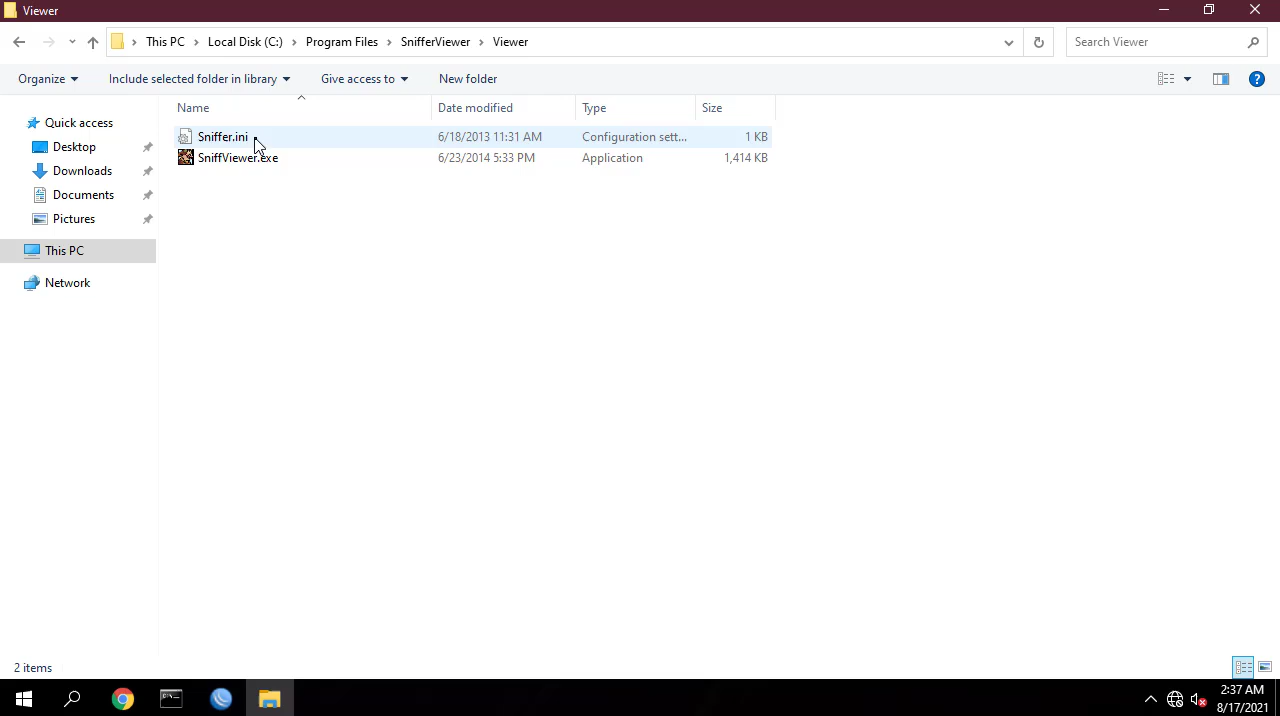 Viewer
This PC Local Disk (C:) Program Files SnifferViewer Viewer
Search Viewer
Organize Include selected folder in library Give access to New folder
Name Date modified Type Size
Quick access
Desktop
Downloads
Documents
Pictures
This PC
Network
Sniffer.ini 6/18/2013 11:31 AM Configuration sett... 1 KB
SniffViewer.exe 6/23/2014 5:33 PM Application 1,414 KB
2 items
2:37 AM
8/17/2021